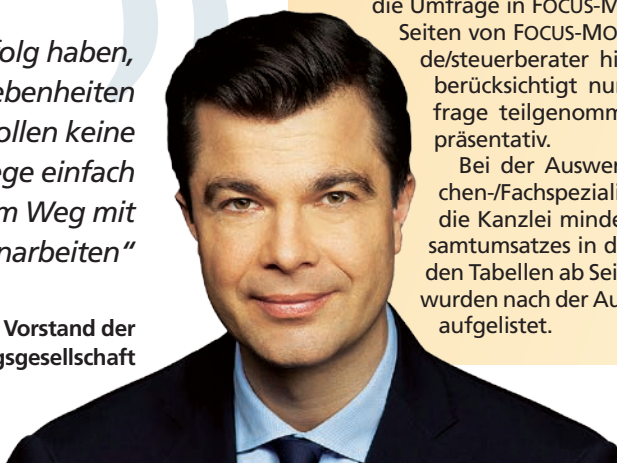 folg haben,
ebenheiten
ollen keine
ege einfach
m Weg mit
narbeiten“
Vorstand der
gsgesellschaft
die Umfrage in FOCUS-M
Seiten von FOCUS-MO
de/steuerberater hi
berücksichtigt nur
frage teilgenomm
präsentativ.
Bei der Auswer
chen-/Fachspeziali
die Kanzlei minde
samtumsatzes in d
den Tabellen ab Sei
wurden nach der Au
aufgelistet.